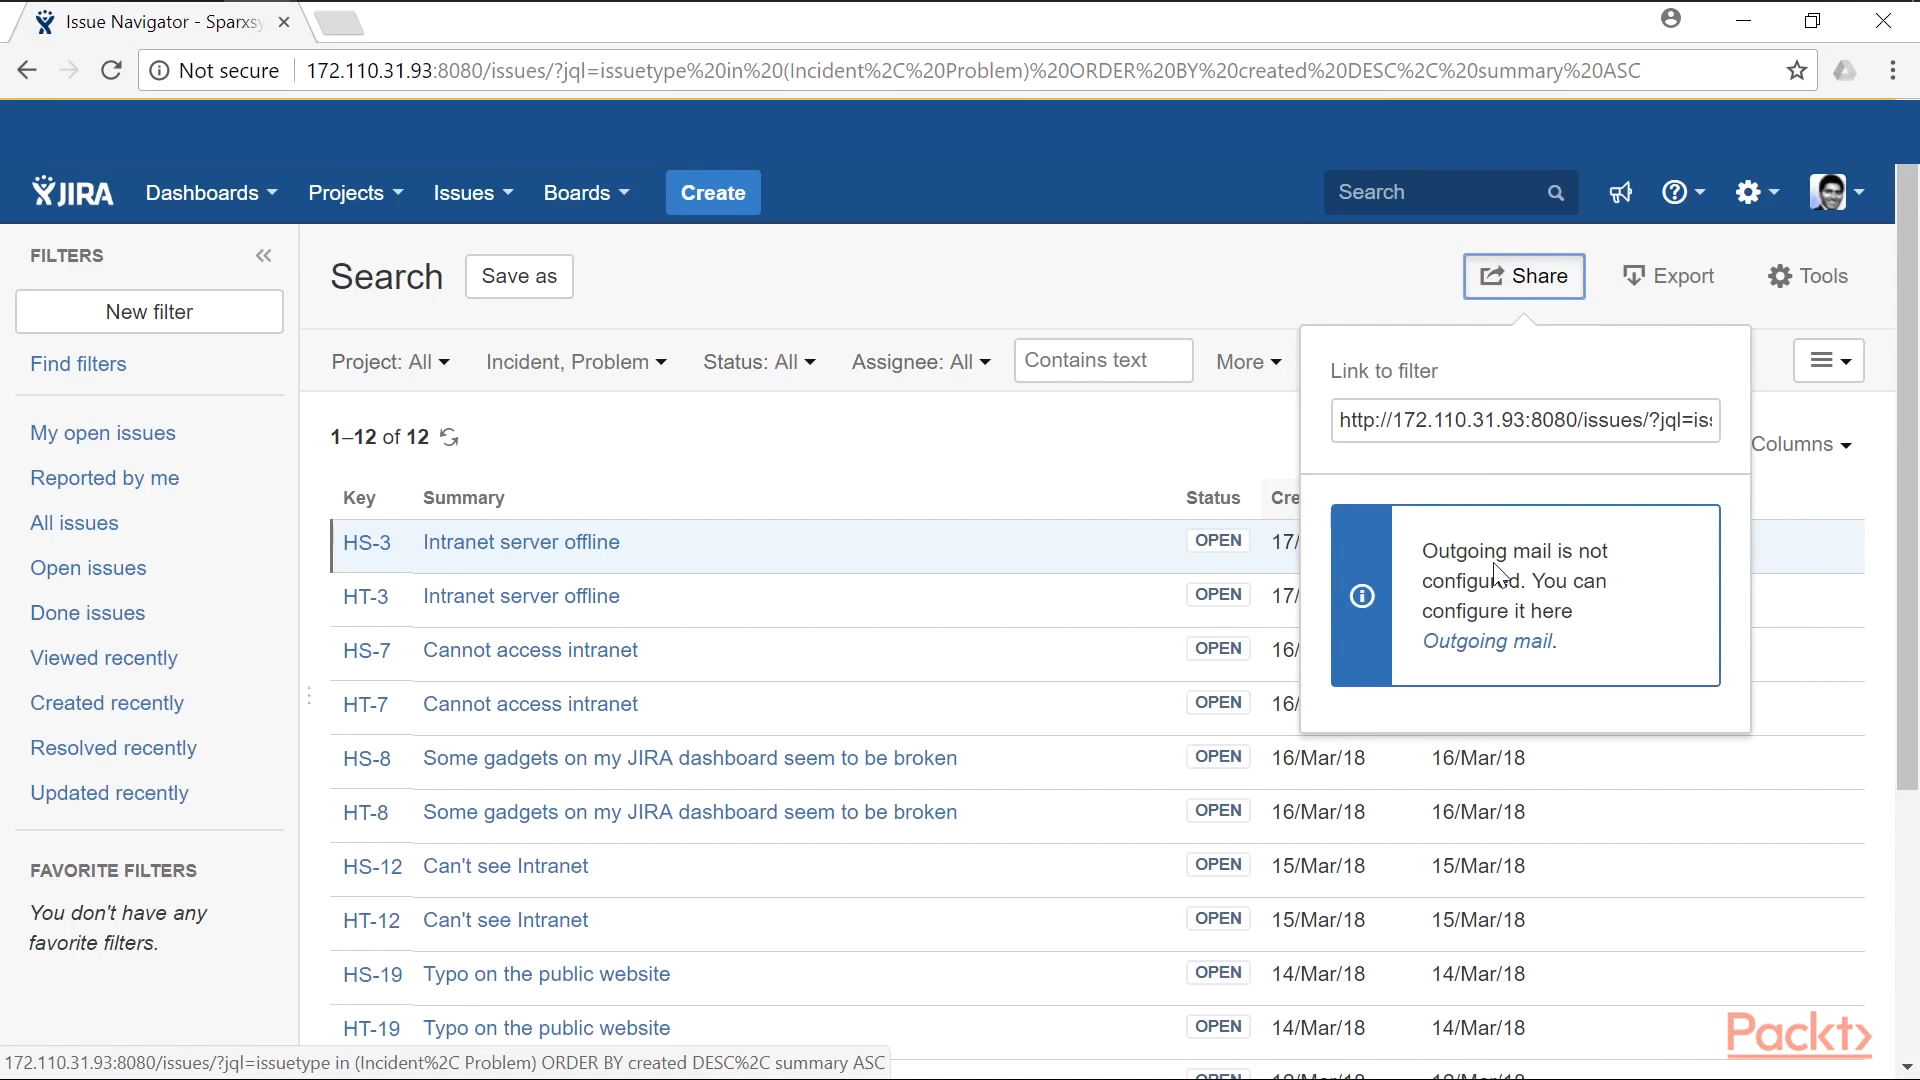 Issue Navigator - Sparxsy
Not secure 172.110.31.93:8080/issues/?jql=issuetype%20in%20(Incident%2C%20Problem)%20ORDER%20BY%20created%20DESC%2C%20summary%20ASC
JIRA Dashboards Projects Issues Boards Create Search
FILTERS
New filter
Find filters
My open issues
Reported by me
All issues
Open issues
Done issues
Viewed recently
Created recently
Resolved recently
Updated recently
FAVORITE FILTERS
You don't have any
favorite filters.
Search Save as Share Export Tools
Project: All Incident, Problem Status: All Assignee: All Contains text More
Link to filter
http://172.110.31.93:8080/issues/?jql=iss
Outgoing mail is not
configured. You can
configure it here
Outgoing mail.
1–12 of 12 Columns
Key Summary Status Cre
HS-3 Intranet server offline OPEN 17/
HT-3 Intranet server offline OPEN 17/
HS-7 Cannot access intranet OPEN 16/
HT-7 Cannot access intranet OPEN 16/
HS-8 Some gadgets on my JIRA dashboard seem to be broken OPEN 16/Mar/18 16/Mar/18
HT-8 Some gadgets on my JIRA dashboard seem to be broken OPEN 16/Mar/18 16/Mar/18
HS-12 Can't see Intranet OPEN 15/Mar/18 15/Mar/18
HT-12 Can't see Intranet OPEN 15/Mar/18 15/Mar/18
HS-19 Typo on the public website OPEN 14/Mar/18 14/Mar/18
HT-19 Typo on the public website OPEN 14/Mar/18 14/Mar/18
OPEN
Packt
172.110.31.93:8080/issues/?jql=issuetype in (Incident%2C Problem) ORDER BY created DESC%2C summary ASC